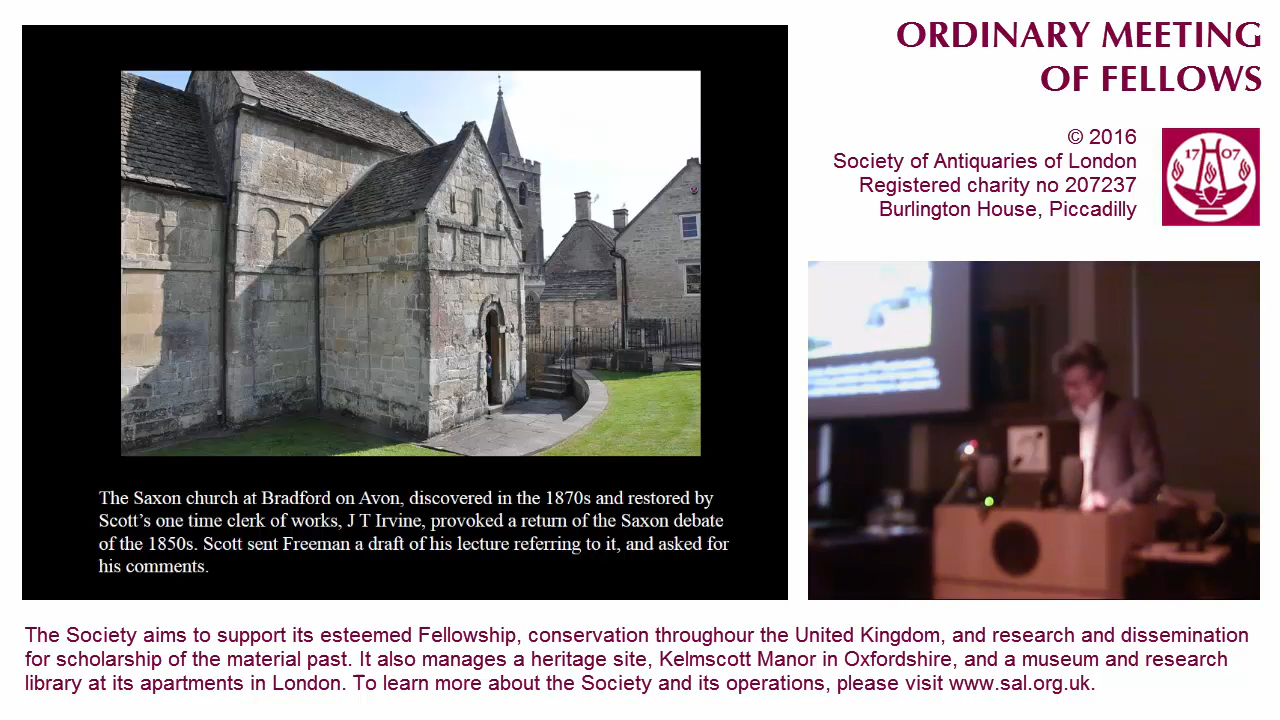 ORDINARY MEETING
OF FELLOWS
© 2016
Society of Antiquaries of London
Registered charity no 207237
Burlington House, Piccadilly
17 07
The Saxon church at Bradford on Avon, discovered in the 1870s and restored by
Scott’s one time clerk of works, J T Irvine, provoked a return of the Saxon debate
of the 1850s. Scott sent Freeman a draft of his lecture referring to it, and asked for
his comments.
The Society aims to support its esteemed Fellowship, conservation throughour the United Kingdom, and research and dissemination
for scholarship of the material past. It also manages a heritage site, Kelmscott Manor in Oxfordshire, and a museum and research
library at its apartments in London. To learn more about the Society and its operations, please visit www.sal.org.uk.